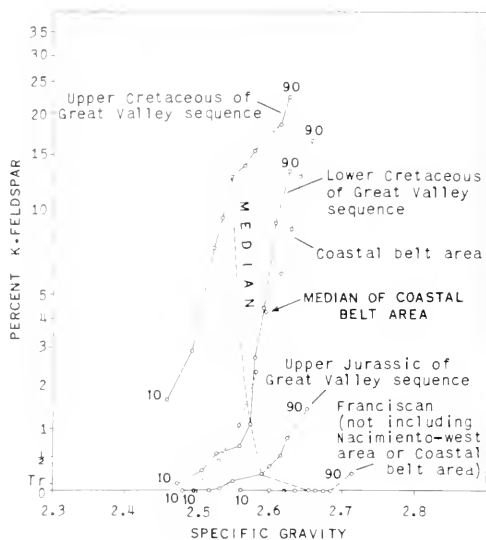 35
30
25
20
15
10
5
4
3
2
1
½
Tr
0
PERCENT K-FELDSPAR
90
Upper Cretaceous of
Great Valley sequence
90
90
Lower Cretaceous
of Great Valley
sequence
Coastal belt area
MEDIAN
MEDIAN OF COASTAL
BELT AREA
10
Upper Jurassic of
Great Valley sequence
90
Franciscan
(not including
Nacimiento-west
area or Coastal
belt area)
90
10
10
10
2.3 2.4 2.5 2.6 2.7 2.8
SPECIFIC GRAVITY